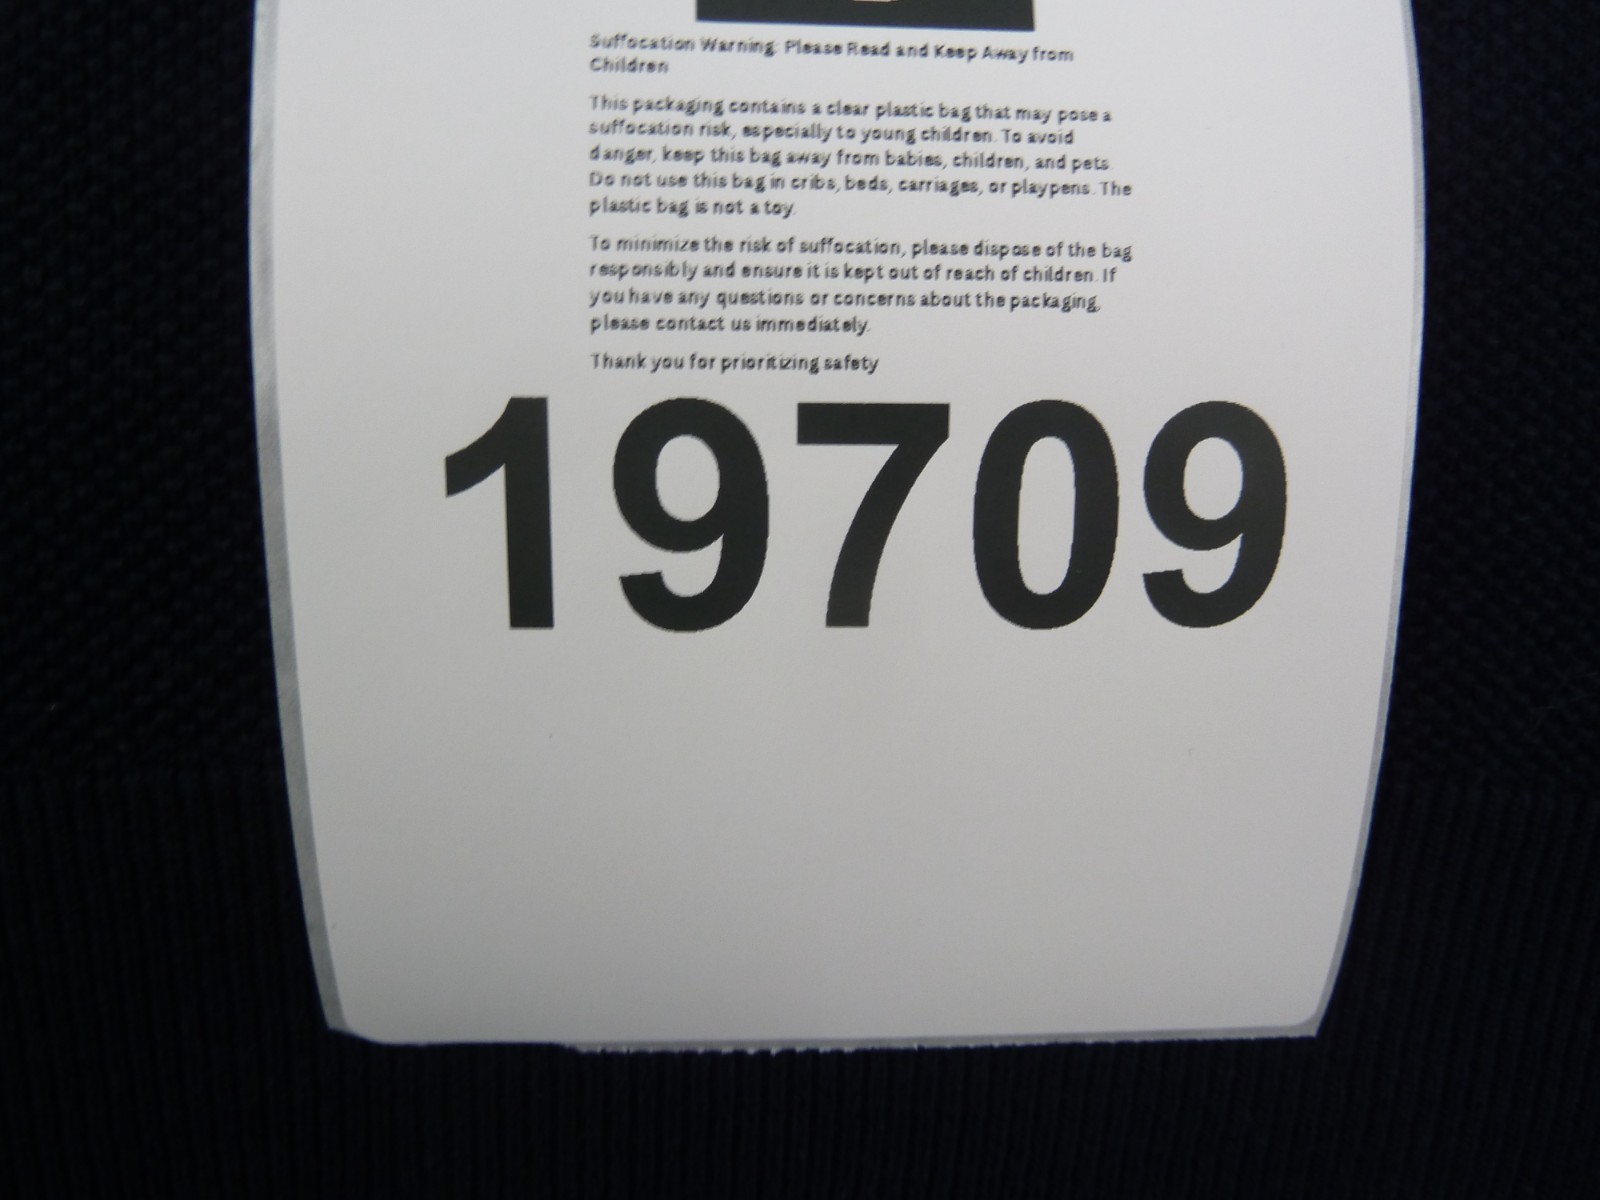 Suffocation Warning: Please Read and Keep Away from
Children
This packaging contains a clear plastic bag that may pose a
suffocation risk, especially to young children. To avoid
danger, keep this bag away from babies, children, and pets.
Do not use this bag in cribs, beds, carriages, or playpens. The
plastic bag is not a toy.
To minimize the risk of suffocation, please dispose of the bag
responsibly and ensure it is kept out of reach of children. If
you have any questions or concerns about the packaging,
please contact us immediately.
Thank you for prioritizing safety
19709